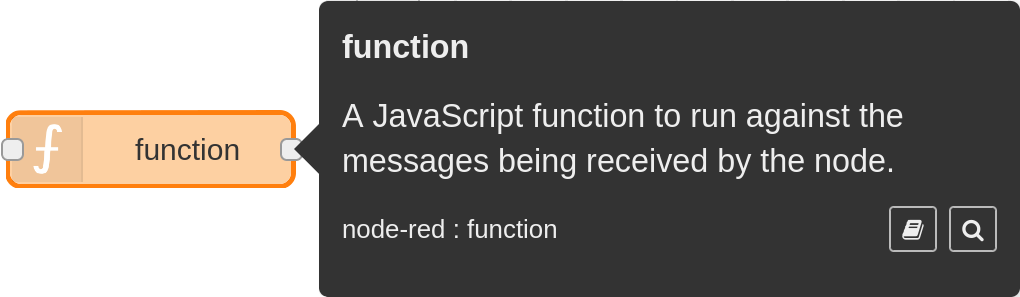 function
function
A JavaScript function to run against the
messages being received by the node.
node-red : function